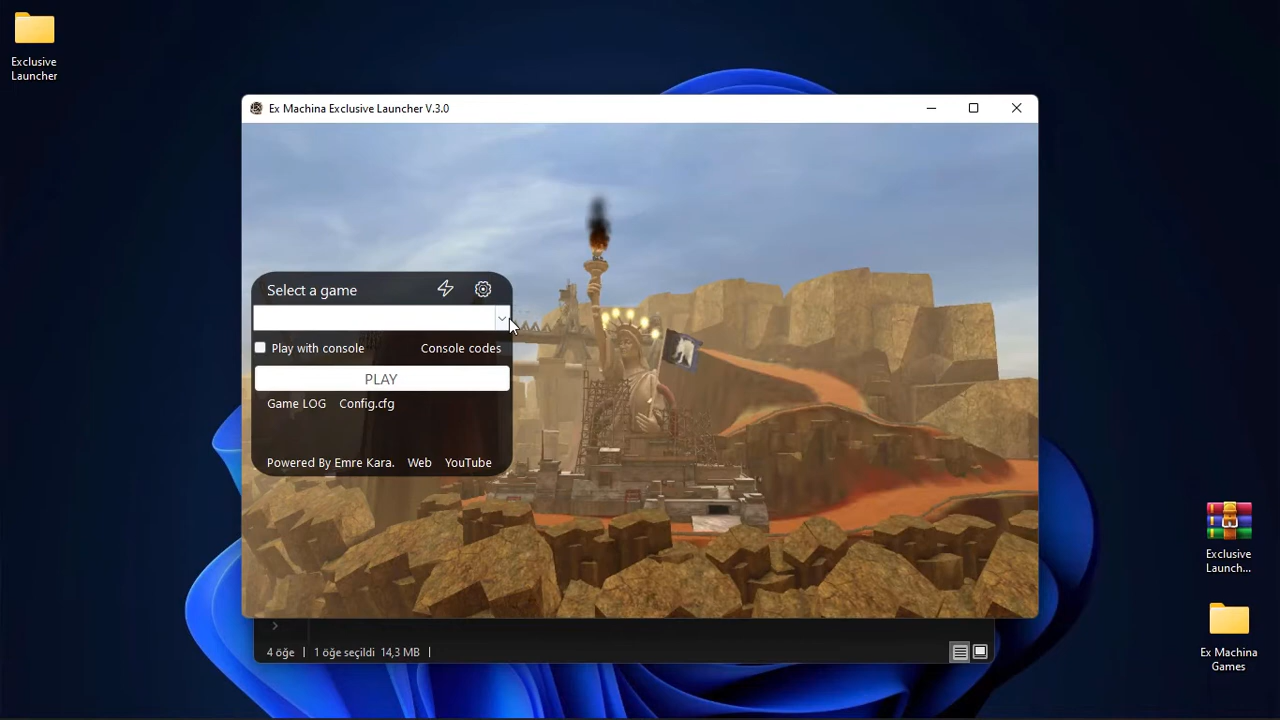 Exclusive
Launcher
Ex Machina Exclusive Launcher V.3.0
Select a game
Play with console
Console codes
PLAY
Game LOG
Config.cfg
Powered By Emre Kara.
Web
YouTube
Exclusive
Launch...
Ex Machina
Games
4 öğe
1 öğe seçildi 14,3 MB